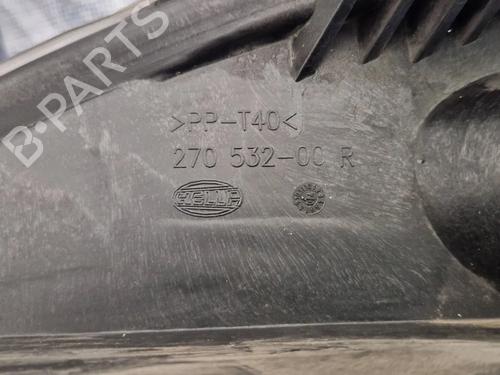 >PP-T40<
270 532-00 R
HELLA
B-PARTS